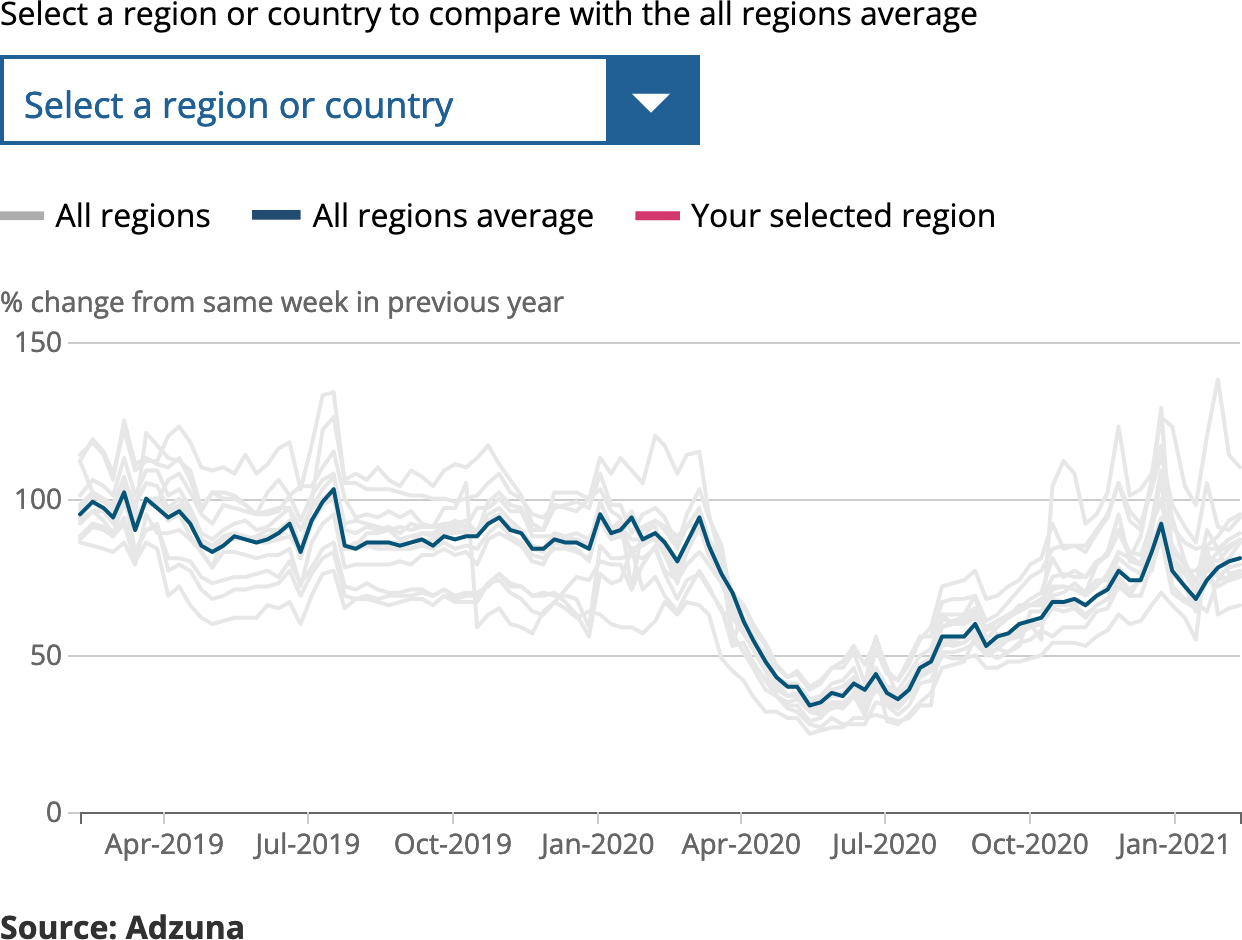 Select a region or country to compare with the all regions average
Select a region or country
All regions All regions average Your selected region
% change from same week in previous year
150
100
50
0
Apr-2019 Jul-2019 Oct-2019 Jan-2020 Apr-2020 Jul-2020 Oct-2020 Jan-2021
Source: Adzuna